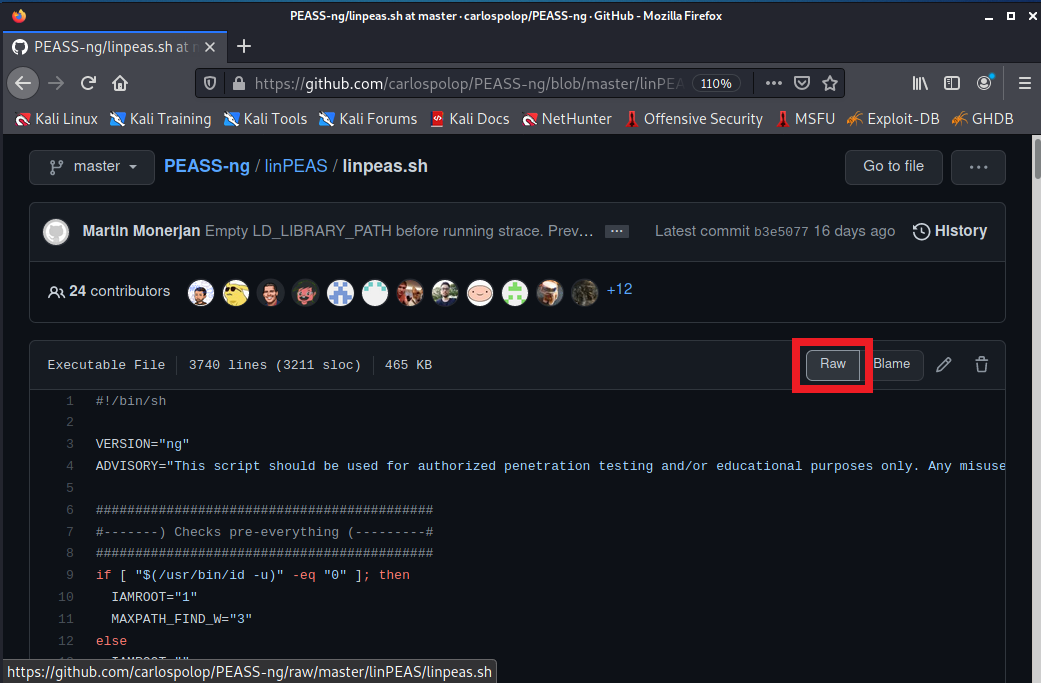 PEASS-ng/linpeas.sh at master · carlospolop/PEASS-ng · GitHub - Mozilla Firefox
PEASS-ng/linpeas.sh at
https://github.com/carlospolop/PEASS-ng/blob/master/linPEA 110%
Kali Linux Kali Training Kali Tools Kali Forums Kali Docs NetHunter Offensive Security MSFU Exploit-DB GHDB
master PEASS-ng / linPEAS / linpeas.sh Go to file
Martin Monerjan Empty LD_LIBRARY_PATH before running strace. Prev… Latest commit b3e5077 16 days ago History
24 contributors +12
Executable File 3740 lines (3211 sloc) 465 KB Raw Blame
1 #!/bin/sh
2
3 VERSION="ng"
4 ADVISORY="This script should be used for authorized penetration testing and/or educational purposes only. Any misuse
5
6 ###########################################
7 #-------) Checks pre-everything (---------#
8 ###########################################
9 if [ "$(/usr/bin/id -u)" -eq "0" ]; then
10 IAMROOT="1"
11 MAXPATH_FIND_W="3"
12 else
https://github.com/carlospolop/PEASS-ng/raw/master/linPEAS/linpeas.sh